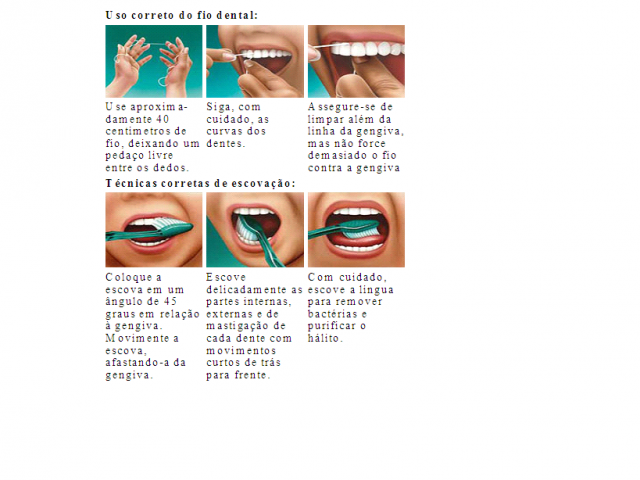 Uso correto do fio dental:
Use aproxima-
damente 40
centímetros de
fio, deixando um
pedaço livre
entre os dedos.
Siga, com
cuidado, as
curvas dos
dentes.
Assegure-se de
limpar além da
linha da gengiva,
mas não force
demasiado o fio
contra a gengiva
Técnicas corretas de escovação:
Coloque a
escova em um
ângulo de 45
graus em relação
à gengiva.
Movimente a
escova,
afastando-a da
gengiva.
Escove
delicadamente as
partes internas,
externas e de
mastigação de
cada dente com
movimentos
curtos de trás
para frente.
Com cuidado,
escove a língua
para remover
bactérias e
purificar o
hálito.